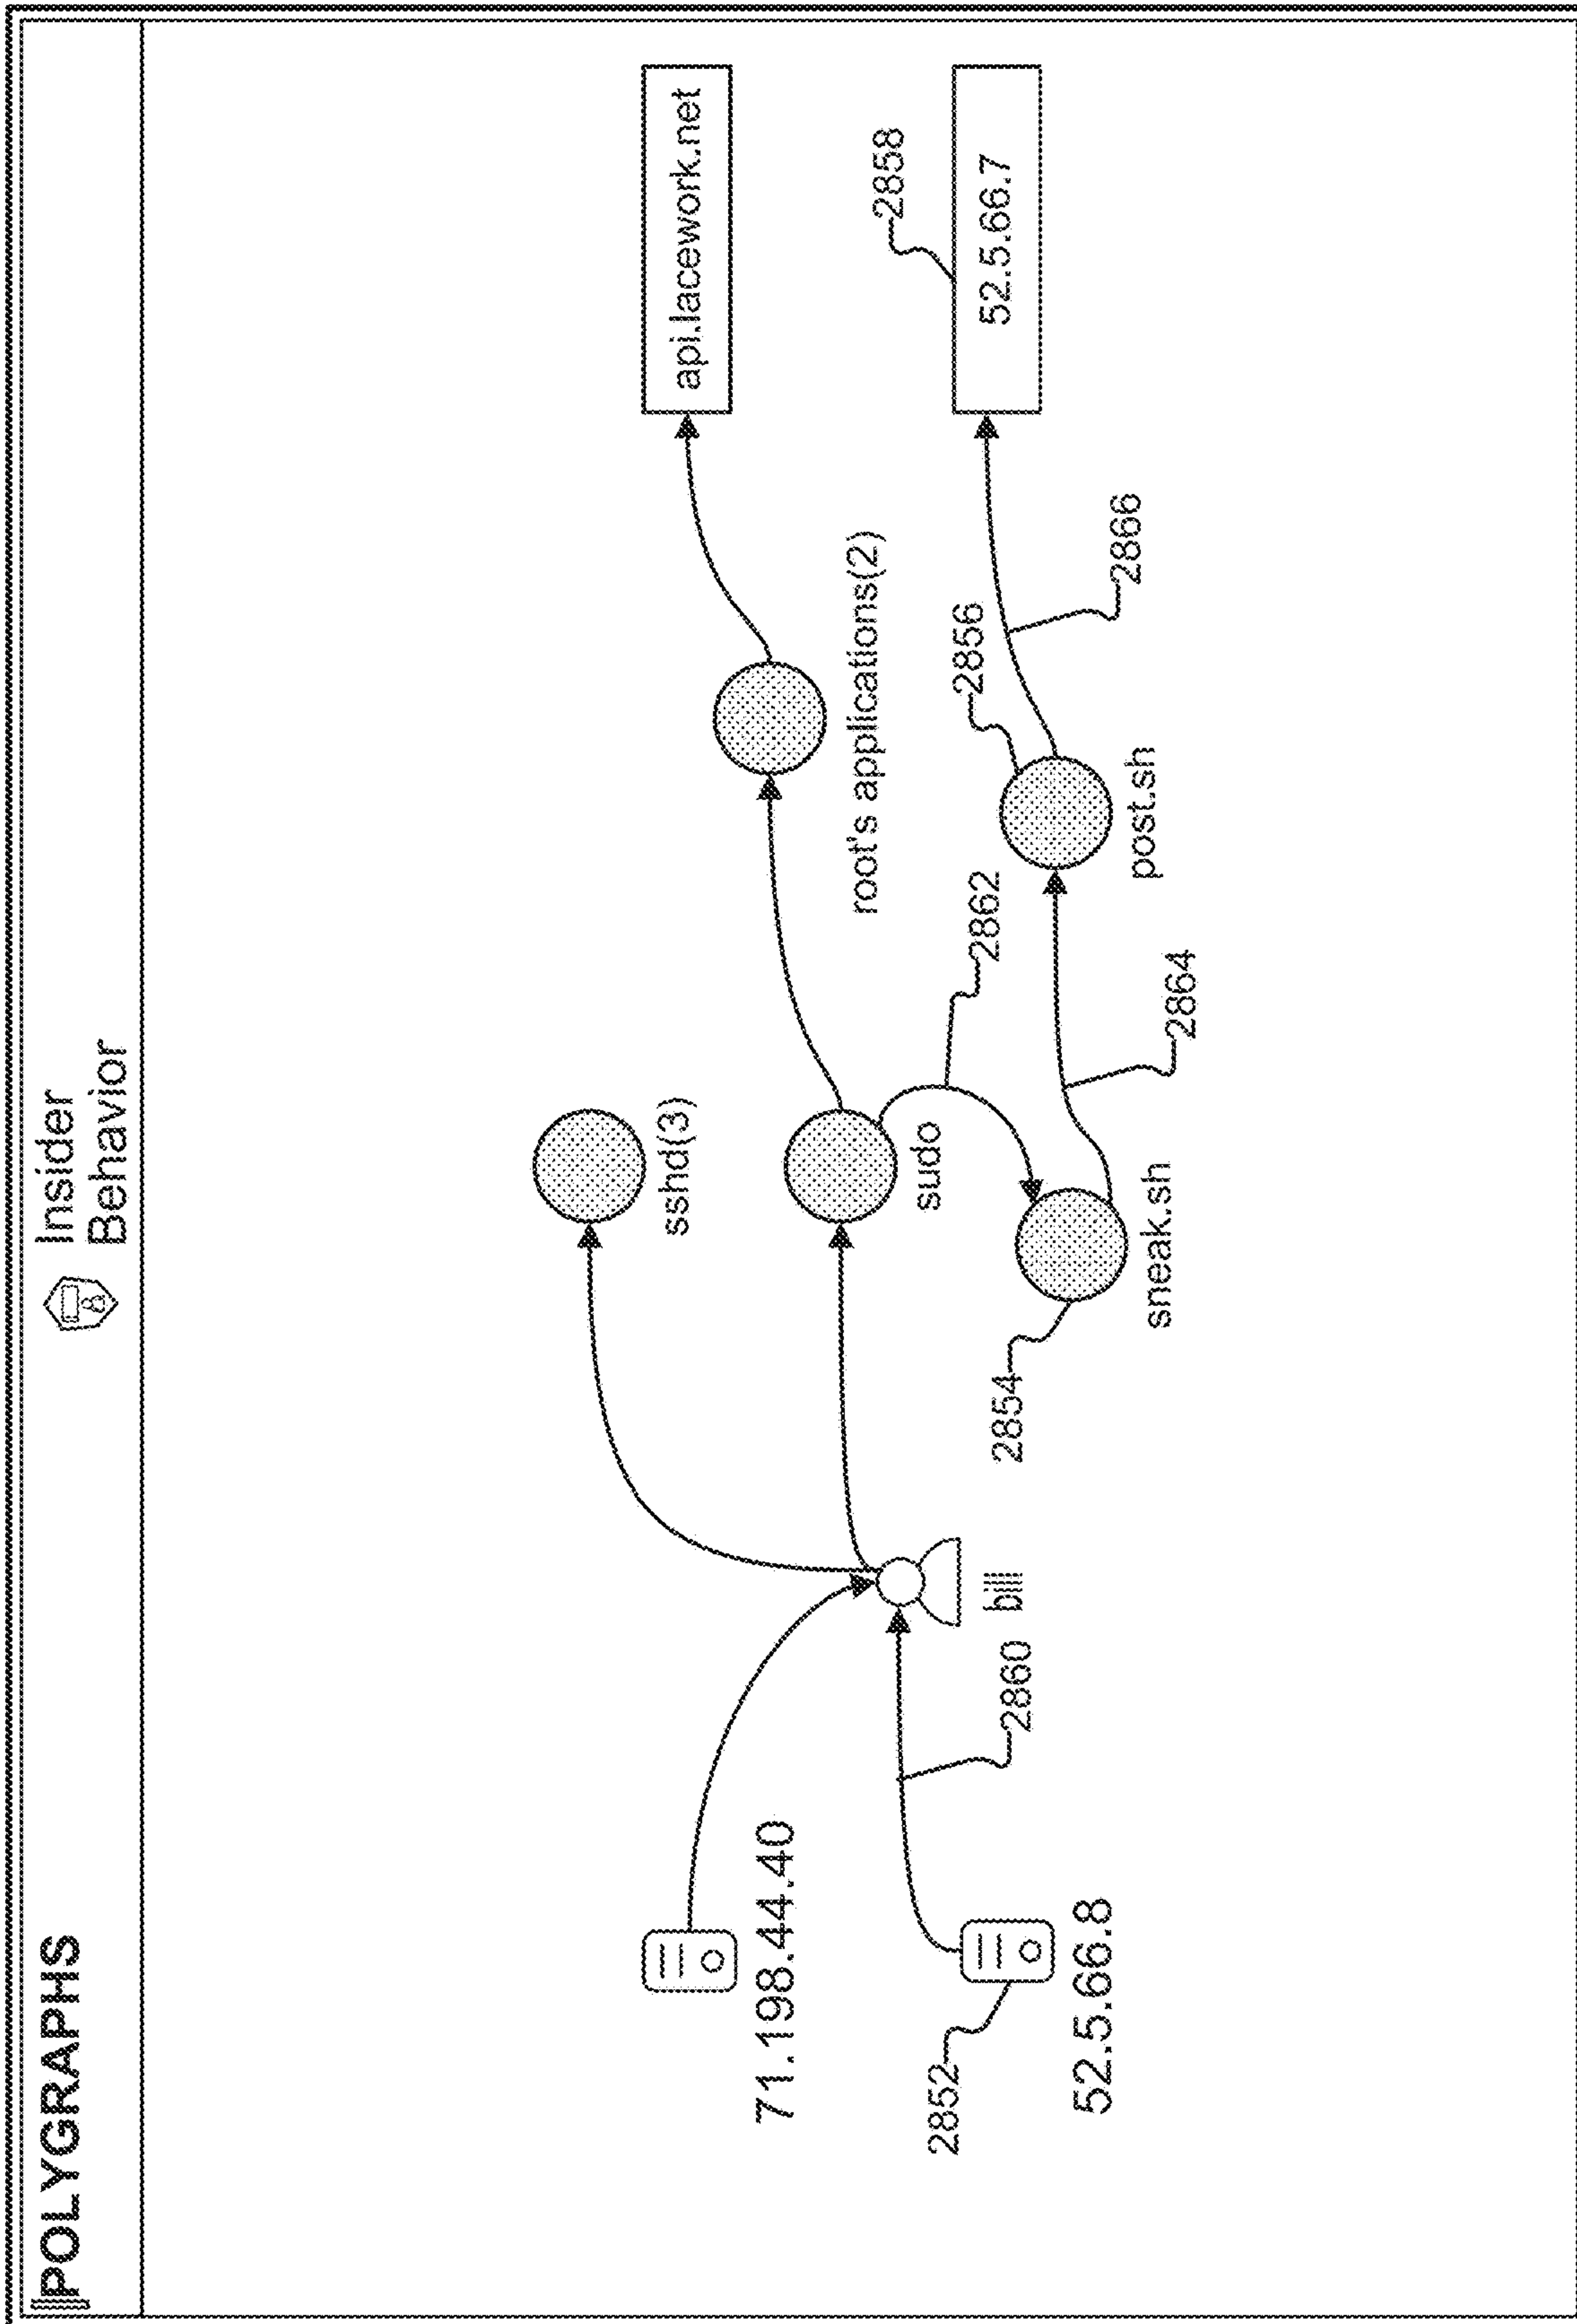 POLYGRAPHS
Insider
Behavior
sshd(3)
api.lacework.net
71.198.44.40
root's applications(2)
sudo
2858
2852
2860
bill
2862
2856
52.5.66.7
52.5.66.8
2854
sneak.sh
2864
post.sh
2866